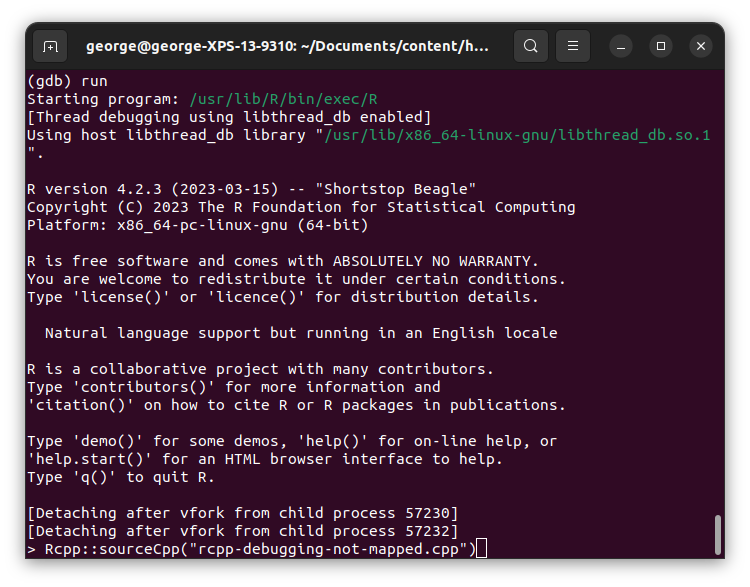 george@george-XPS-13-9310: ~/Documents/content/h...
(gdb) run
Starting program: /usr/lib/R/bin/exec/R
[Thread debugging using libthread_db enabled]
Using host libthread_db library "/usr/lib/x86_64-linux-gnu/libthread_db.so.1
".
R version 4.2.3 (2023-03-15) -- "Shortstop Beagle"
Copyright (C) 2023 The R Foundation for Statistical Computing
Platform: x86_64-pc-linux-gnu (64-bit)
R is free software and comes with ABSOLUTELY NO WARRANTY.
You are welcome to redistribute it under certain conditions.
Type 'license()' or 'licence()' for distribution details.
Natural language support but running in an English locale
R is a collaborative project with many contributors.
Type 'contributors()' for more information and
'citation()' on how to cite R or R packages in publications.
Type 'demo()' for some demos, 'help()' for on-line help, or
'help.start()' for an HTML browser interface to help.
Type 'q()' to quit R.
[Detaching after vfork from child process 57230]
[Detaching after vfork from child process 57232]
> Rcpp::sourceCpp("rcpp-debugging-not-mapped.cpp")